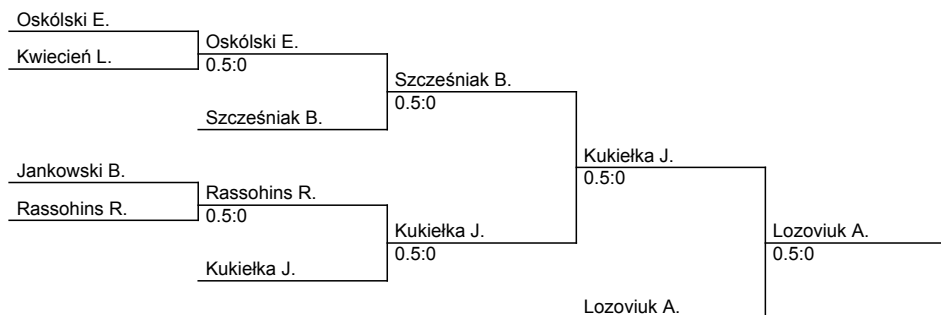 Oskólski E.
Kwiecień L.
Oskólski E.
0.5:0
Szcześniak B.
Szcześniak B.
0.5:0
Jankowski B.
Rassohins R.
Rassohins R.
0.5:0
Kukiełka J.
Kukiełka J.
0.5:0
Kukiełka J.
0.5:0
Lozoviuk A.
Lozoviuk A.
0.5:0